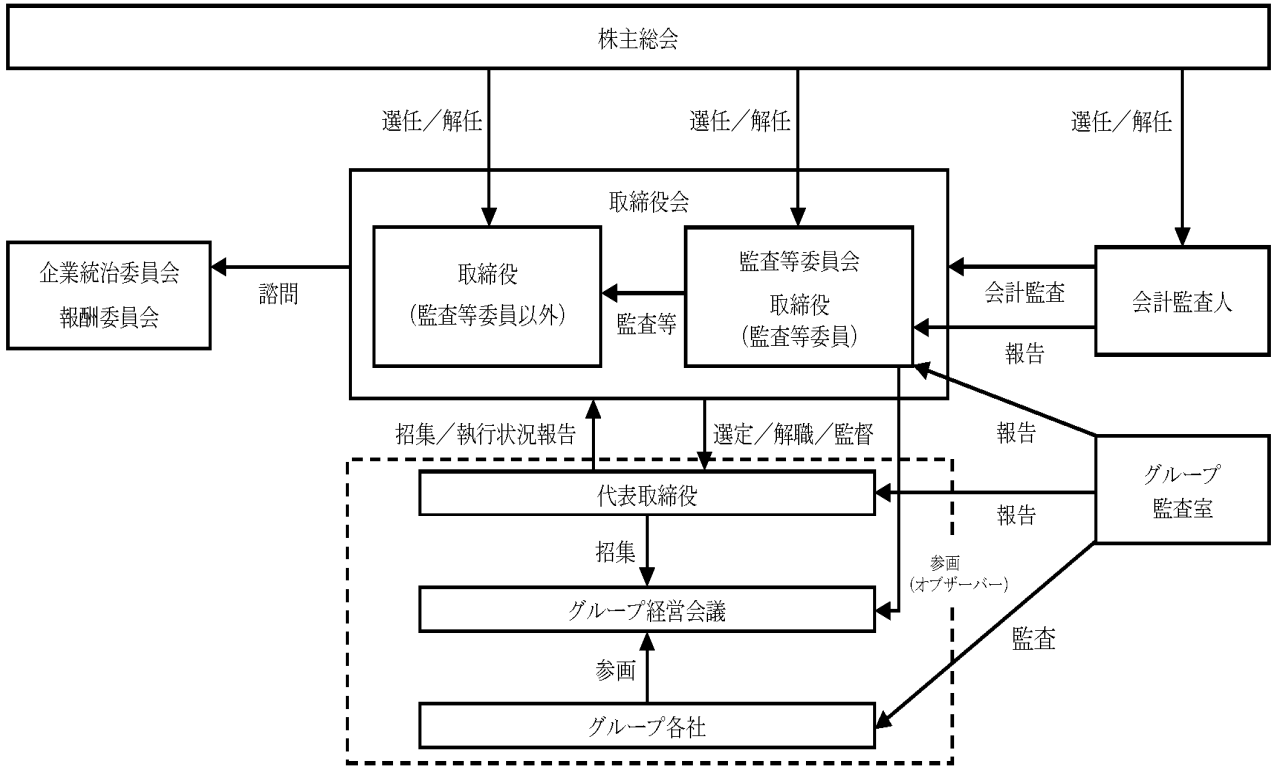 株主総会
選任／解任
選任／解任
選任／解任
取締役会
企業統治委員会
報酬委員会
諮問
取締役
（監査等委員以外）
監査等
監査等委員会
取締役
（監査等委員）
会計監査
報告
会計監査人
招集／執行状況報告
選定／解職／監督
報告
グループ
監査室
代表取締役
報告
招集
参画
（オブザーバー）
グループ経営会議
監査
参画
グループ各社